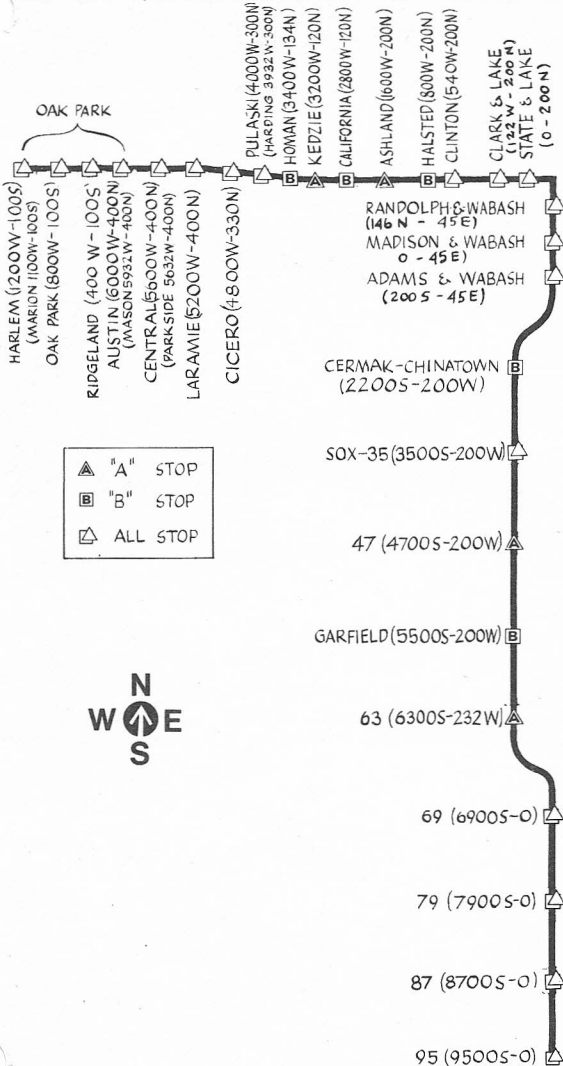 OAK PARK
HARLEM (1200W-100S)
(MARION 1100W-100S)
OAK PARK (800W-100S)
RIDGELAND (400 W-100S)
AUSTIN (6000W-400N)
(MASON 5932W-400N)
CENTRAL (5600W-400N)
(PARKSIDE 5632W-400N)
LARAMIE (5200W-400N)
CICERO (4800W-330N)
PULASKI (4000W-300N)
(HARDING 3932W-300N)
HOMAN (3400W-134N)
KEDZIE (3200W-120N)
CALIFORNIA (2800W-120N)
ASHLAND (1600W-200N)
HALSTED (800W-200N)
CLINTON (540W-200N)
CLARK & LAKE
(122 W - 200 N)
STATE & LAKE
(0 - 200N)
B
A
B
A
B
RANDOLPH & WABASH
(146 N - 45E)
MADISON & WABASH
0 - 45E)
ADAMS & WABASH
(200 S - 45E)
CERMAK-CHINATOWN
(2200S-200W)
B
SOX-35 (3500S-200W)
47 (4700S-200W)
A
GARFIELD (5500S-200W)
B
63 (6300S-232W)
A
69 (6900S-0)
79 (7900S-0)
87 (8700S-0)
95 (9500S-0)
A "A" STOP
B "B" STOP
ALL STOP
N
W E
S